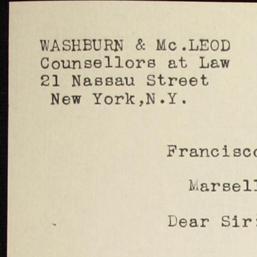 WASHBURN & Mc.LEOD
Counsellors at Law
21 Nassau Street
New York,N.Y.
Francisco
Marsell
Dear Sir: